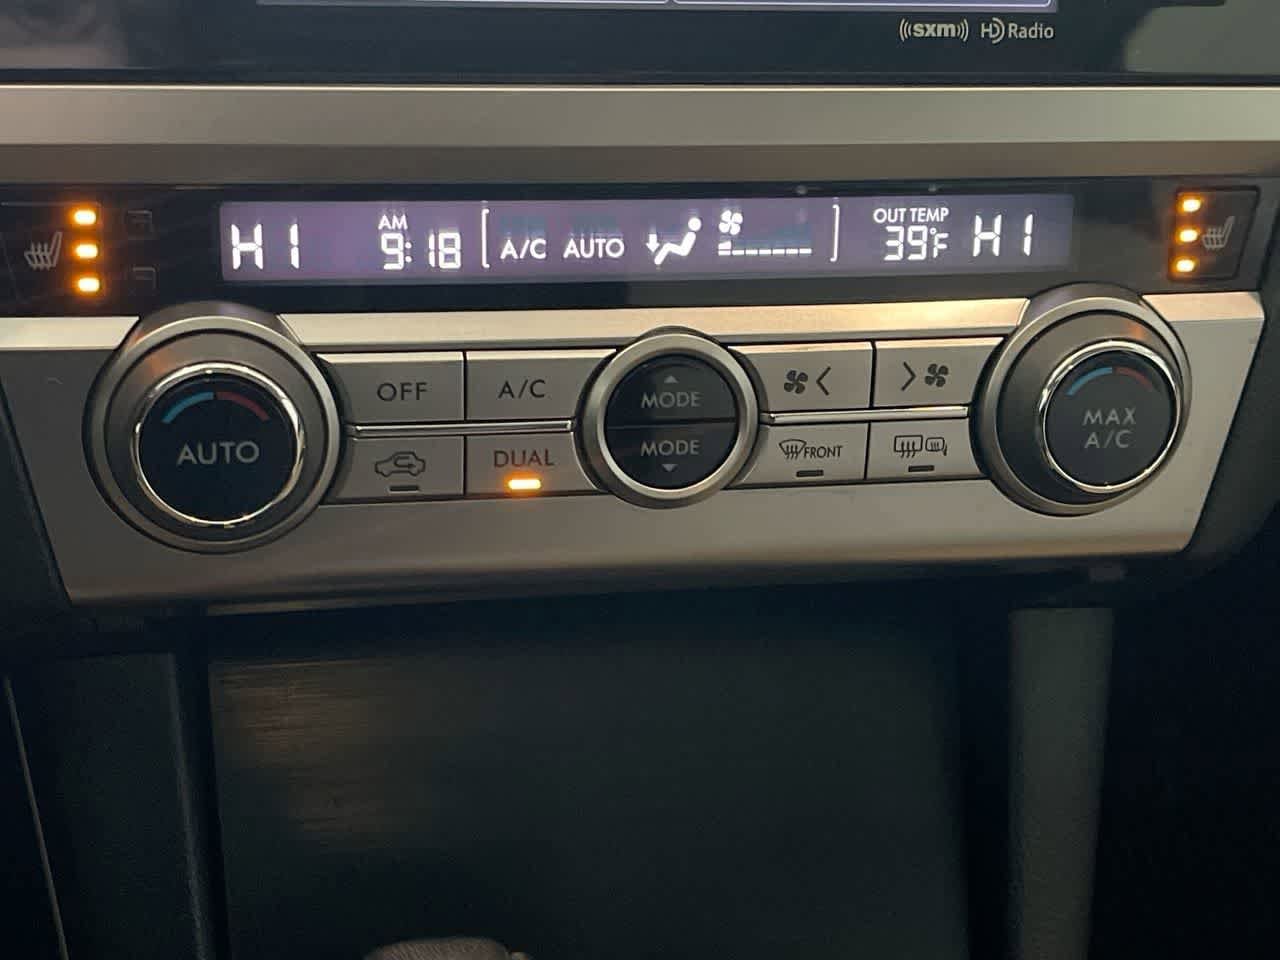 sxm HD Radio
HI AM 9:18 A/C AUTO OUT TEMP 39°F HI
OFF A/C MODE
AUTO MODE MAX A/C
DUAL FRONT